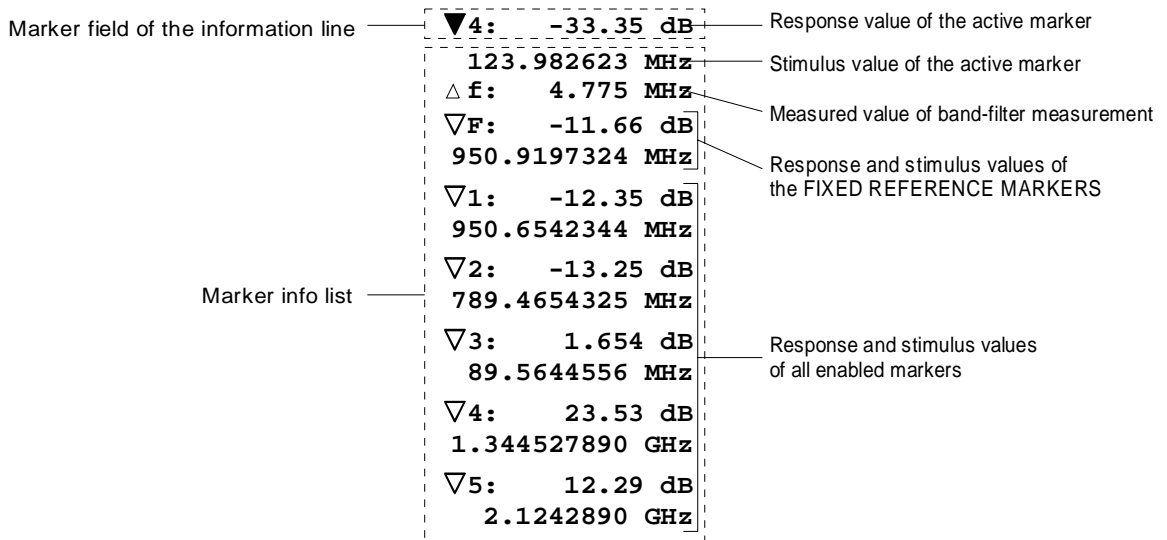 Marker field of the information line
▼4: -33.35 dB
Response value of the active marker
123.982623 MHz
Stimulus value of the active marker
△f: 4.775 MHz
Measured value of band-filter measurement
▽F: -11.66 dB
950.9197324 MHz
Response and stimulus values of
the FIXED REFERENCE MARKERS
▽1: -12.35 dB
950.6542344 MHz
▽2: -13.25 dB
789.4654325 MHz
Marker info list
▽3: 1.654 dB
89.5644556 MHz
Response and stimulus values
of all enabled markers
▽4: 23.53 dB
1.344527890 GHz
▽5: 12.29 dB
2.1242890 GHz